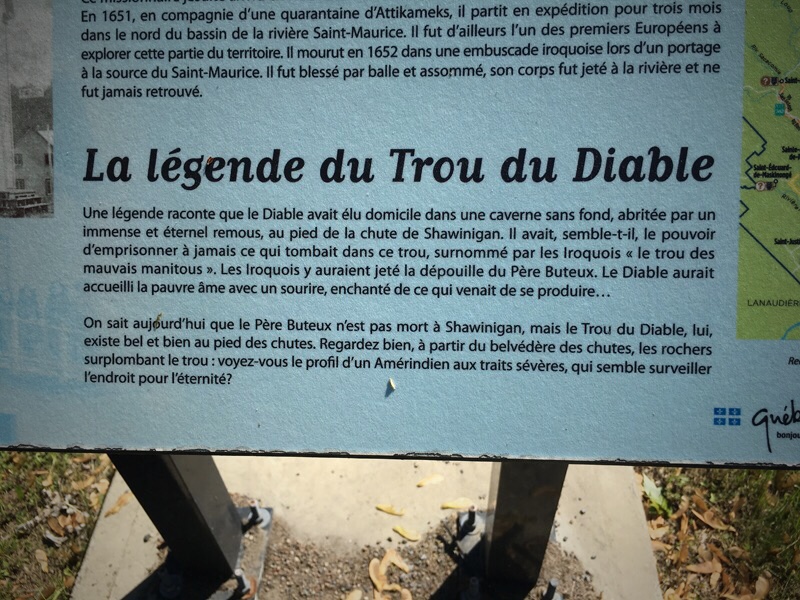 Ce missionnaire jésuite
En 1651, en compagnie d'une quarantaine d'Attikameks, il partit en expédition pour trois mois
dans le nord du bassin de la rivière Saint-Maurice. Il fut d'ailleurs l'un des premiers Européens à
explorer cette partie du territoire. Il mourut en 1652 dans une embuscade iroquoise lors d'un portage
à la source du Saint-Maurice. Il fut blessé par balle et assommé, son corps fut jeté à la rivière et ne
fut jamais retrouvé.
La légende du Trou du Diable
Une légende raconte que le Diable avait élu domicile dans une caverne sans fond, abritée par un
immense et éternel remous, au pied de la chute de Shawinigan. Il avait, semble-t-il, le pouvoir
d'emprisonner à jamais ce qui tombait dans ce trou, surnommé par les Iroquois « le trou des
mauvais manitous ». Les Iroquois y auraient jeté la dépouille du Père Buteux. Le Diable aurait
accueilli la pauvre âme avec un sourire, enchanté de ce qui venait de se produire…
On sait aujourd'hui que le Père Buteux n'est pas mort à Shawinigan, mais le Trou du Diable, lui,
existe bel et bien au pied des chutes. Regardez bien, à partir du belvédère des chutes, les rochers
surplombant le trou : voyez-vous le profil d'un Amérindien aux traits sévères, qui semble surveiller
l'endroit pour l'éternité?
Saint-Édouard-
de-Maskinongé
LANAUDIÈR
Québ
bonjou